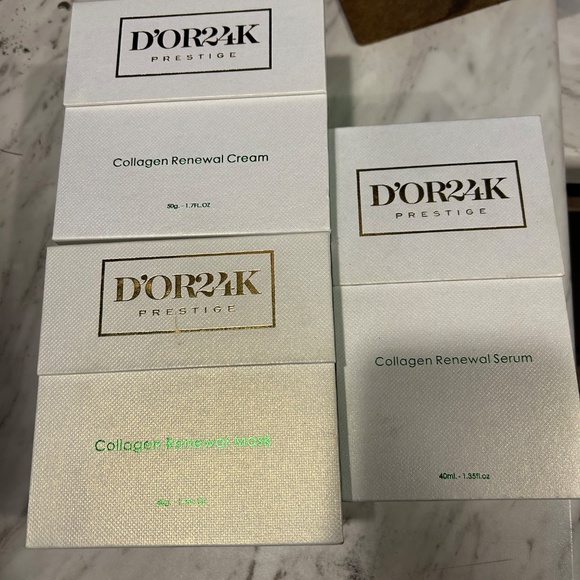 D'OR24K
PRESTIGE
Collagen Renewal Cream
50g. - 1.7FL.OZ
D'OR24K
PRESTIGE
Collagen Renewal Mask
D'OR24K
PRESTIGE
Collagen Renewal Serum
40ml. - 1.35fl.oz